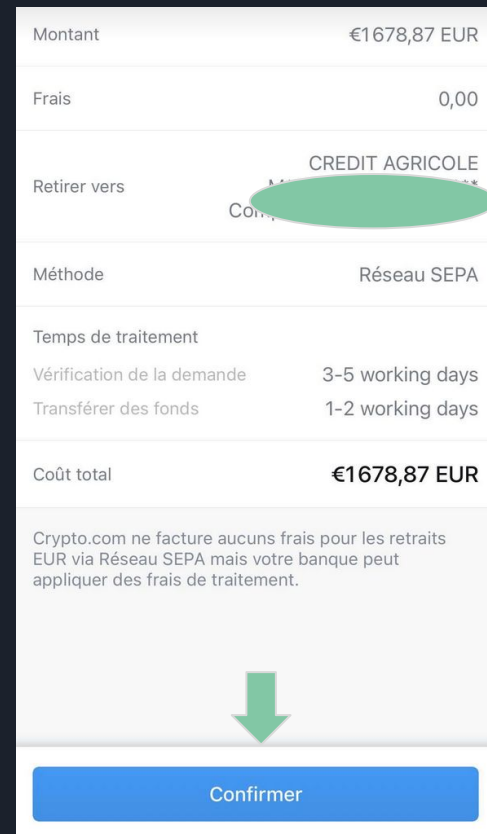 Montant €1678,87 EUR
Frais 0,00
CREDIT AGRICOLE
Retirer vers
Méthode Réseau SEPA
Temps de traitement
Vérification de la demande 3-5 working days
Transférer des fonds 1-2 working days
Coût total €1678,87 EUR
Crypto.com ne facture aucuns frais pour les retraits
EUR via Réseau SEPA mais votre banque peut
appliquer des frais de traitement.
Confirmer